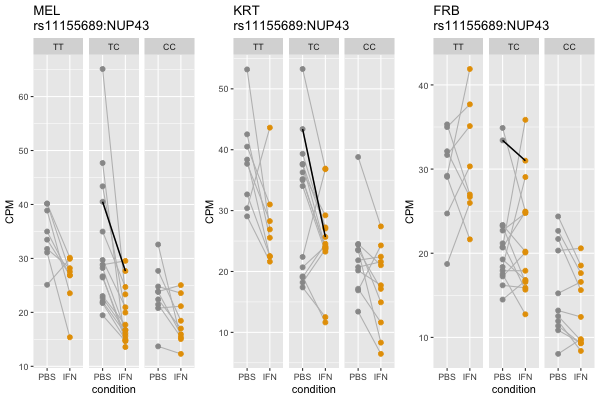 MEL
rs11155689:NUP43
TT
TC
CC
CPM
60
50
40
30
20
10
PBS IFN
PBS IFN
PBS IFN
condition
KRT
rs11155689:NUP43
TT
TC
CC
CPM
50
40
30
20
10
PBS IFN
PBS IFN
PBS IFN
condition
FRB
rs11155689:NUP43
TT
TC
CC
CPM
40
30
20
10
PBS IFN
PBS IFN
PBS IFN
condition